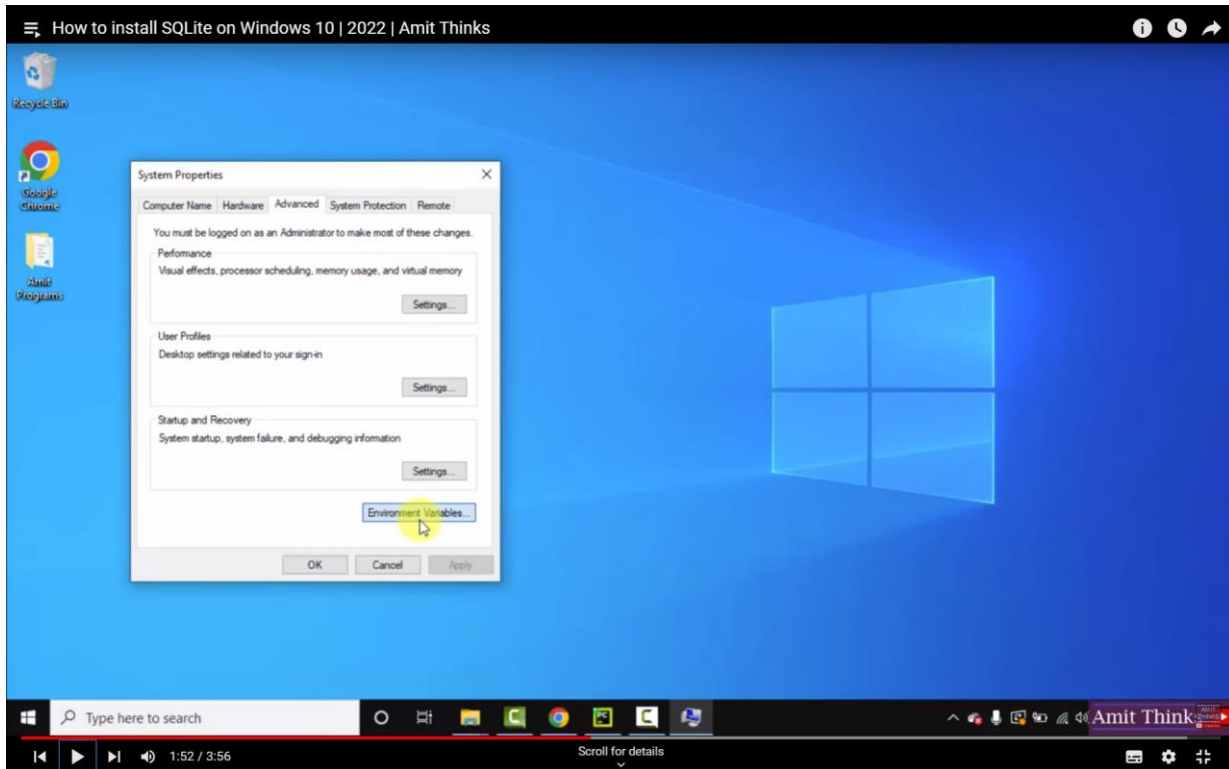 How to install SQLite on Windows 10 | 2022 | Amit Thinks
Recycle Bin
Google
Chrome
Amit
Programs
System Properties
Computer Name Hardware Advanced System Protection Remote
You must be logged on as an Administrator to make most of these changes.
Performance
Visual effects, processor scheduling, memory usage, and virtual memory
Settings...
User Profiles
Desktop settings related to your sign-in
Settings...
Startup and Recovery
System startup, system failure, and debugging information
Settings...
Environment Variables...
OK Cancel Apply
Type here to search
PC
Amit Thinks
1:52 / 3:56
Scroll for details